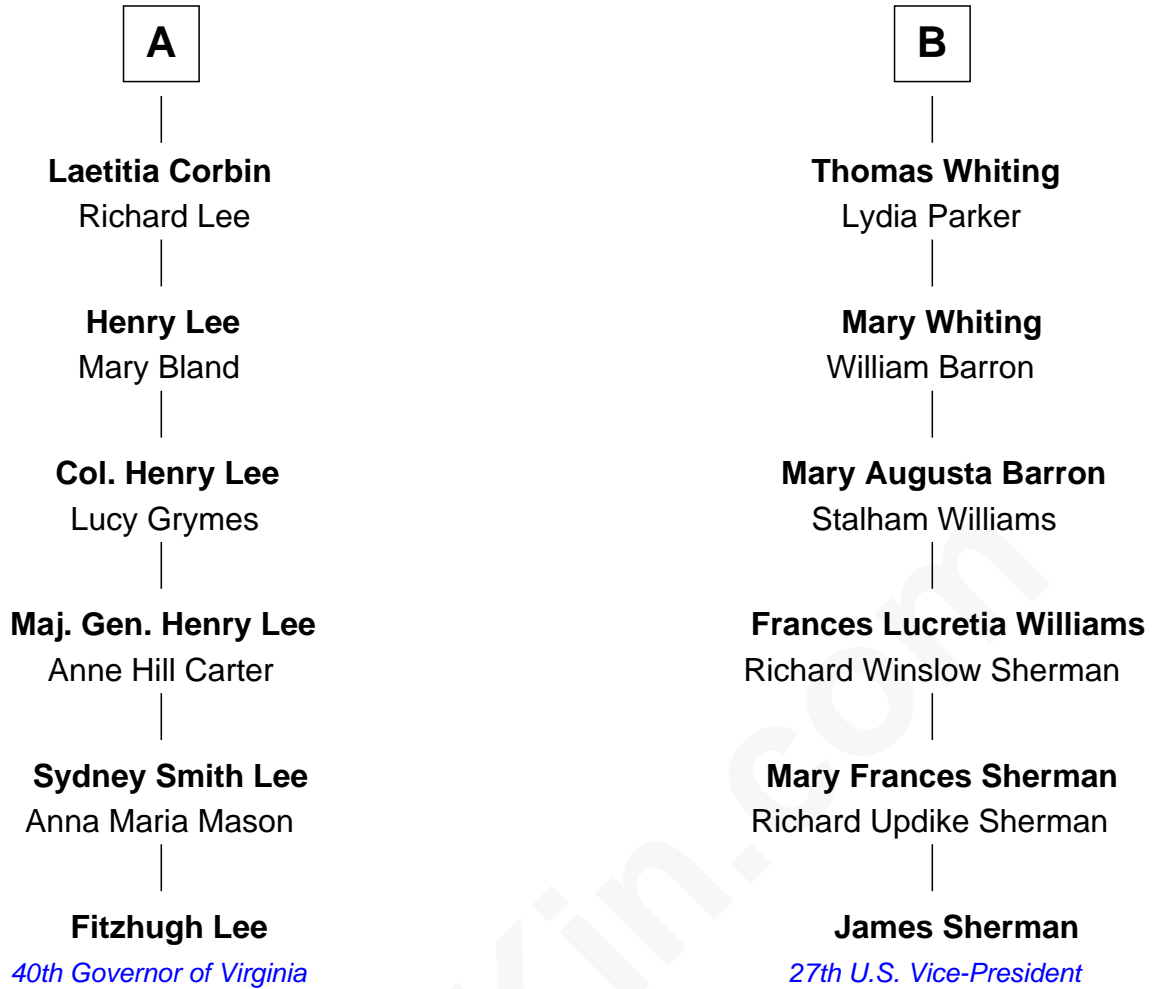 A
Laetitia Corbin
Richard Lee
Henry Lee
Mary Bland
Col. Henry Lee
Lucy Grymes
Maj. Gen. Henry Lee
Anne Hill Carter
Sydney Smith Lee
Anna Maria Mason
Fitzhugh Lee
40th Governor of Virginia
B
Thomas Whiting
Lydia Parker
Mary Whiting
William Barron
Mary Augusta Barron
Stalham Williams
Frances Lucretia Williams
Richard Winslow Sherman
Mary Frances Sherman
Richard Updike Sherman
James Sherman
27th U.S. Vice-President